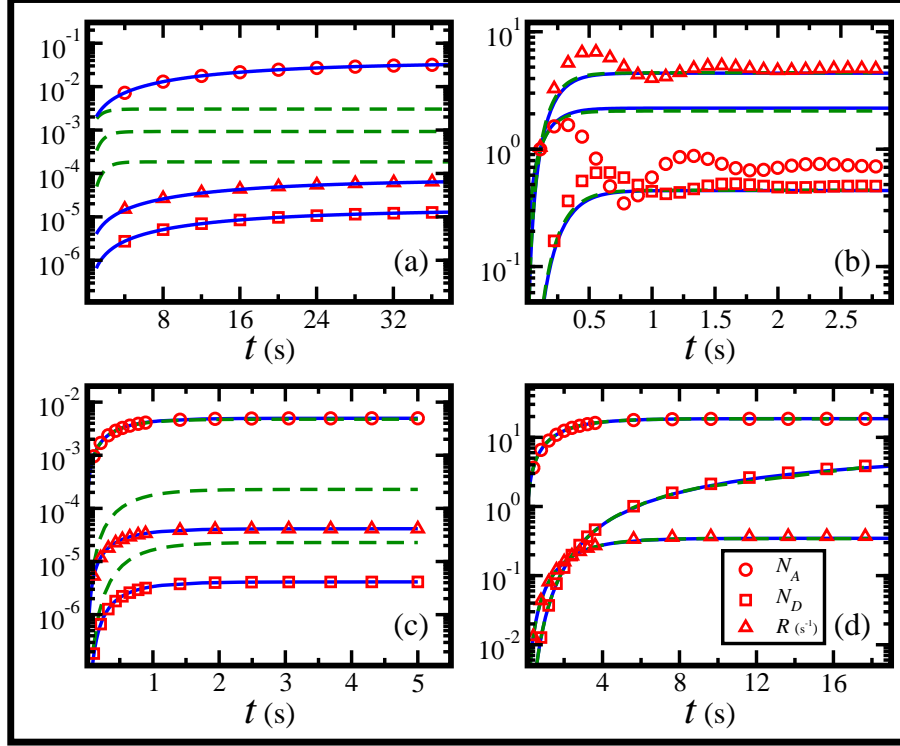 10^-1
10^-2
10^-3
10^-4
10^-5
10^-6
(a)
8 16 24 32
t (s)
10^1
10^0
10^-1
(b)
0.5 1 1.5 2 2.5
t (s)
10^-2
10^-3
10^-4
10^-5
10^-6
(c)
1 2 3 4 5
t (s)
10^1
10^0
10^-1
10^-2
N_A
N_D
R (s^-1)
(d)
4 8 12 16
t (s)